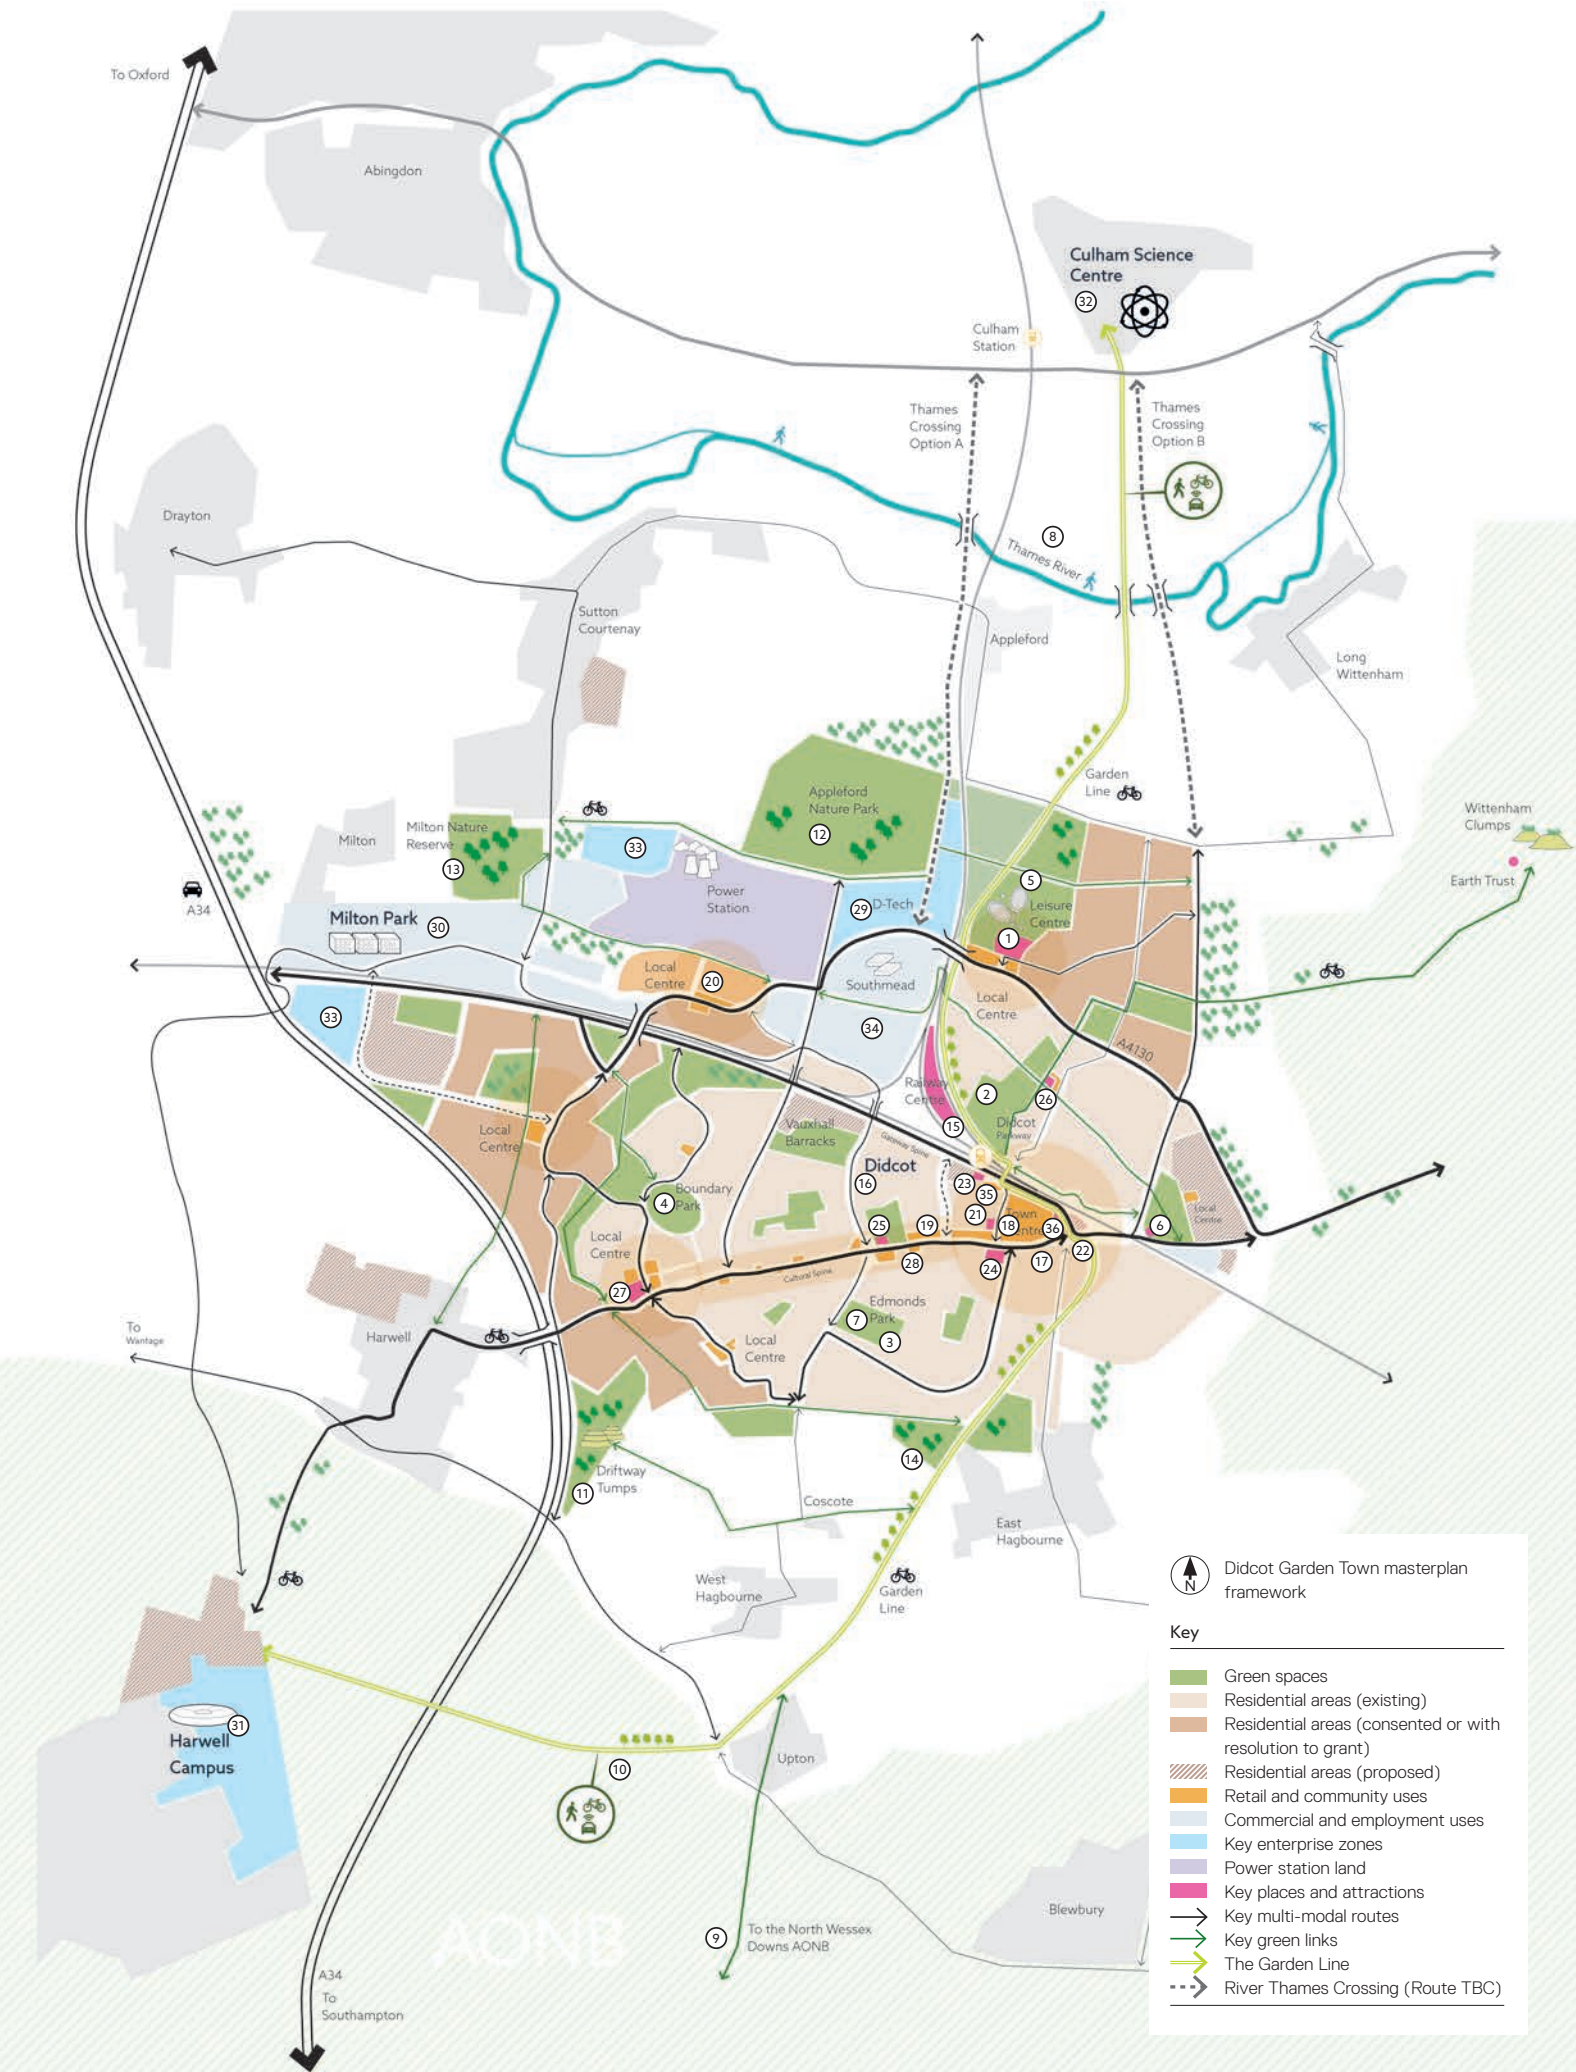 To Oxford
Abingdon
Culham Science
Centre
32
Culham
Station
Thames
Crossing
Option A
Thames
Crossing
Option B
Drayton
8
Thames River
Sutton
Courtenay
Appleford
Long
Wittenham
Garden
Line
Appleford
Nature Park
12
Wittenham
Clumps
Earth Trust
Milton
Milton Nature
Reserve
13
33
Power
Station
5
29
D-Tech
Leisure
Centre
1
A34
Milton Park
30
Local
Centre
20
Southmead
34
Local
Centre
33
A4130
Railway
Centre
2
26
Didcot
Parkway
15
Local
Centre
Vauxhall
Barracks
Gateway Spine
Didcot
16
23
35
Boundary
Park
4
21
18
Town
Centre
36
6
Local
Centre
25
19
28
24
17
22
Local
Centre
27
Cultural Spine
Edmonds
Park
7
3
To
Wantage
Harwell
Local
Centre
14
Driftway
Tumps
11
Coscote
East
Hagbourne
West
Hagbourne
Garden
Line
31
Harwell
Campus
10
Upton
AONB
9
To the North Wessex
Downs AONB
Blewbury
A34
To
Southampton
N
Didcot Garden Town masterplan
framework
Key
Green spaces
Residential areas (existing)
Residential areas (consented or with
resolution to grant)
Residential areas (proposed)
Retail and community uses
Commercial and employment uses
Key enterprise zones
Power station land
Key places and attractions
Key multi-modal routes
Key green links
The Garden Line
River Thames Crossing (Route TBC)